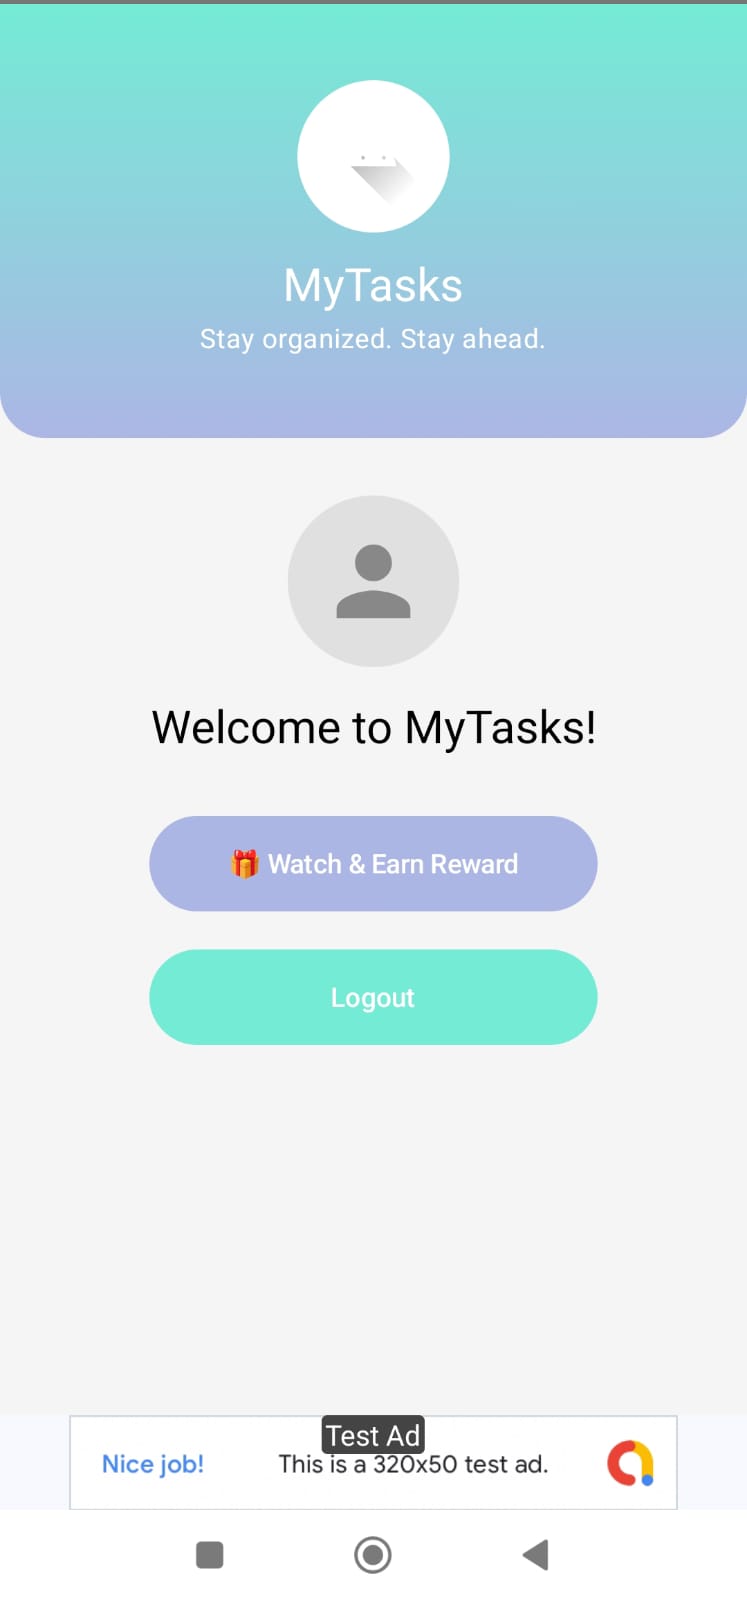 MyTasks
Stay organized. Stay ahead.
Welcome to MyTasks!
🎁 Watch & Earn Reward
Logout
Test Ad
Nice job! This is a 320x50 test ad.